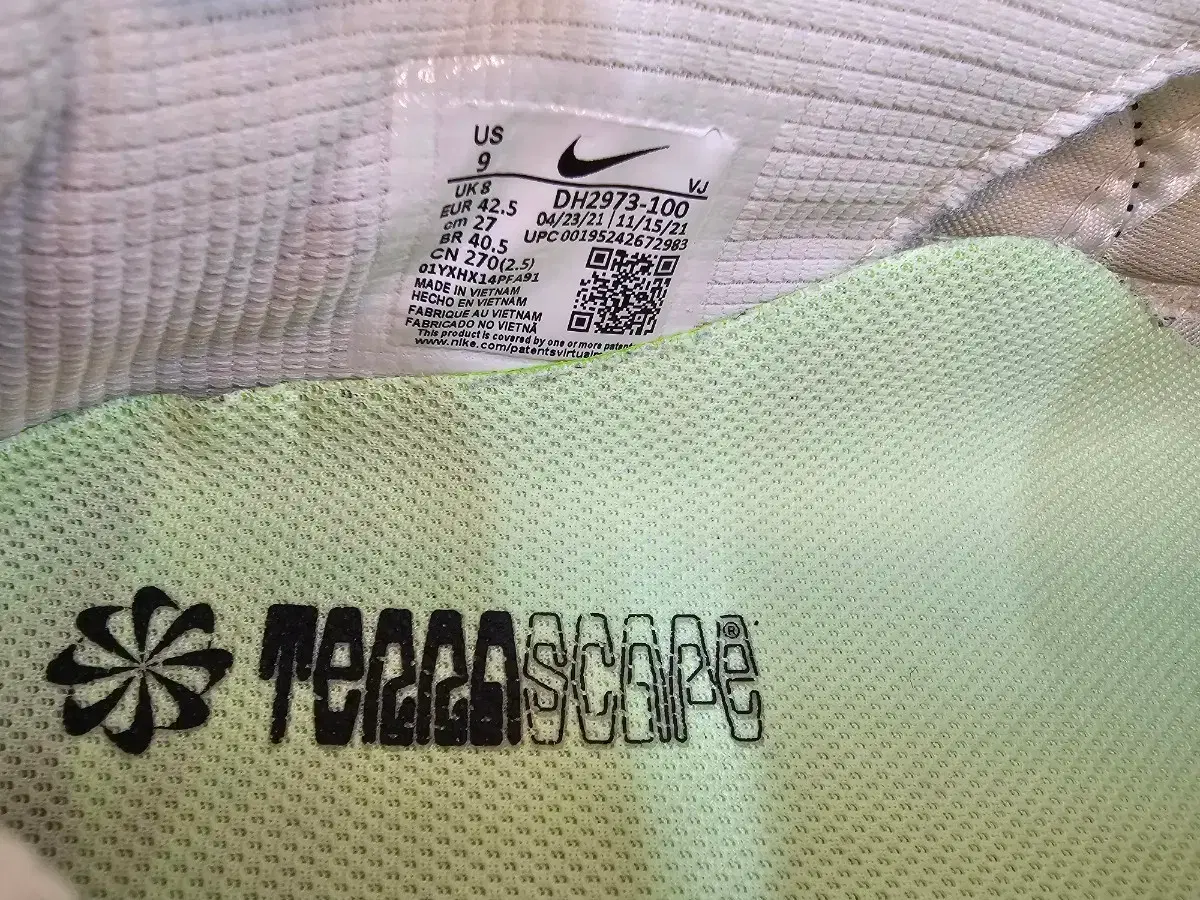 US
9
VJ
UK 8
EUR 42.5
cm 27
BR 40.5
CN 270(2.5)
DH2973-100
04/23/21 11/15/21
UPC 00195242672983
01YXHX14PFA91
MADE IN VIETNAM
HECHO EN VIETNAM
FABRIQUE AU VIETNAM
FABRICADO NO VIETNÃ
This product is covered by one or more
www.nike.com/patents
TeRRascape®